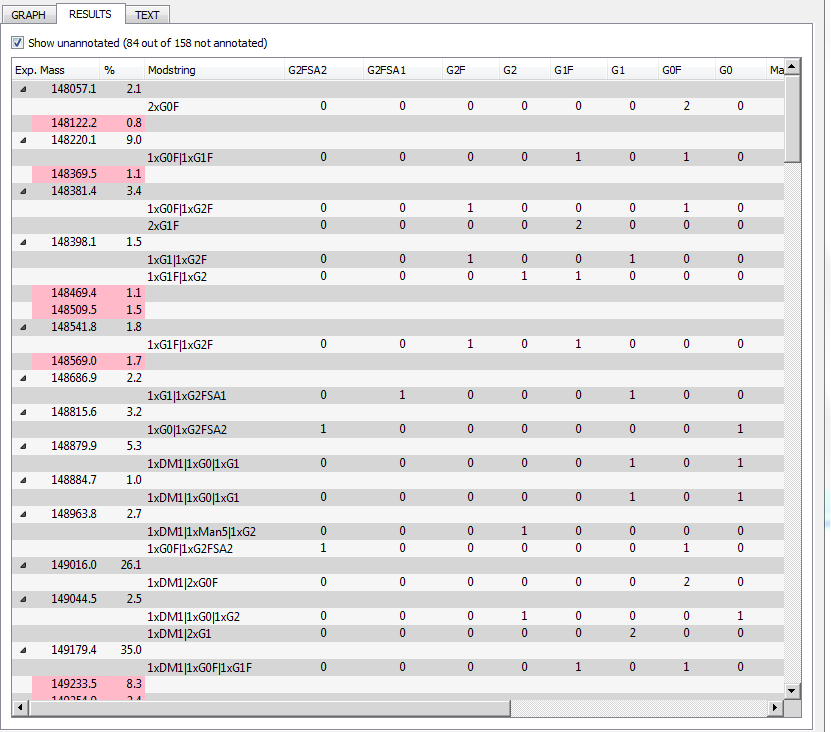 GRAPH RESULTS TEXT
Show unannotated (84 out of 158 not annotated)
Exp. Mass % Modstring G2FSA2 G2FSA1 G2F G2 G1F G1 G0F G0 Ma
148057.1 2.1
2xG0F 0 0 0 0 0 0 2 0
148122.2 0.8
148220.1 9.0
1xG0F|1xG1F 0 0 0 0 1 0 1 0
148369.5 1.1
148381.4 3.4
1xG0F|1xG2F 0 0 1 0 0 0 1 0
2xG1F 0 0 0 0 2 0 0 0
148398.1 1.5
1xG1|1xG2F 0 0 1 0 0 1 0 0
1xG1F|1xG2 0 0 0 1 1 0 0 0
148469.4 1.1
148509.5 1.5
148541.8 1.8
1xG1F|1xG2F 0 0 1 0 1 0 0 0
148569.0 1.7
148686.9 2.2
1xG1|1xG2FSA1 0 1 0 0 0 1 0 0
148815.6 3.2
1xG0|1xG2FSA2 1 0 0 0 0 0 0 1
148879.9 5.3
1xDM1|1xG0|1xG1 0 0 0 0 0 1 0 1
148884.7 1.0
1xDM1|1xG0|1xG1 0 0 0 0 0 1 0 1
148963.8 2.7
1xDM1|1xMan5|1xG2 0 0 0 1 0 0 0 0
1xG0F|1xG2FSA2 1 0 0 0 0 0 1 0
149016.0 26.1
1xDM1|2xG0F 0 0 0 0 0 0 2 0
149044.5 2.5
1xDM1|1xG0|1xG2 0 0 0 1 0 0 0 1
1xDM1|2xG1 0 0 0 0 0 2 0 0
149179.4 35.0
1xDM1|1xG0F|1xG1F 0 0 0 0 1 0 1 0
149233.5 8.3